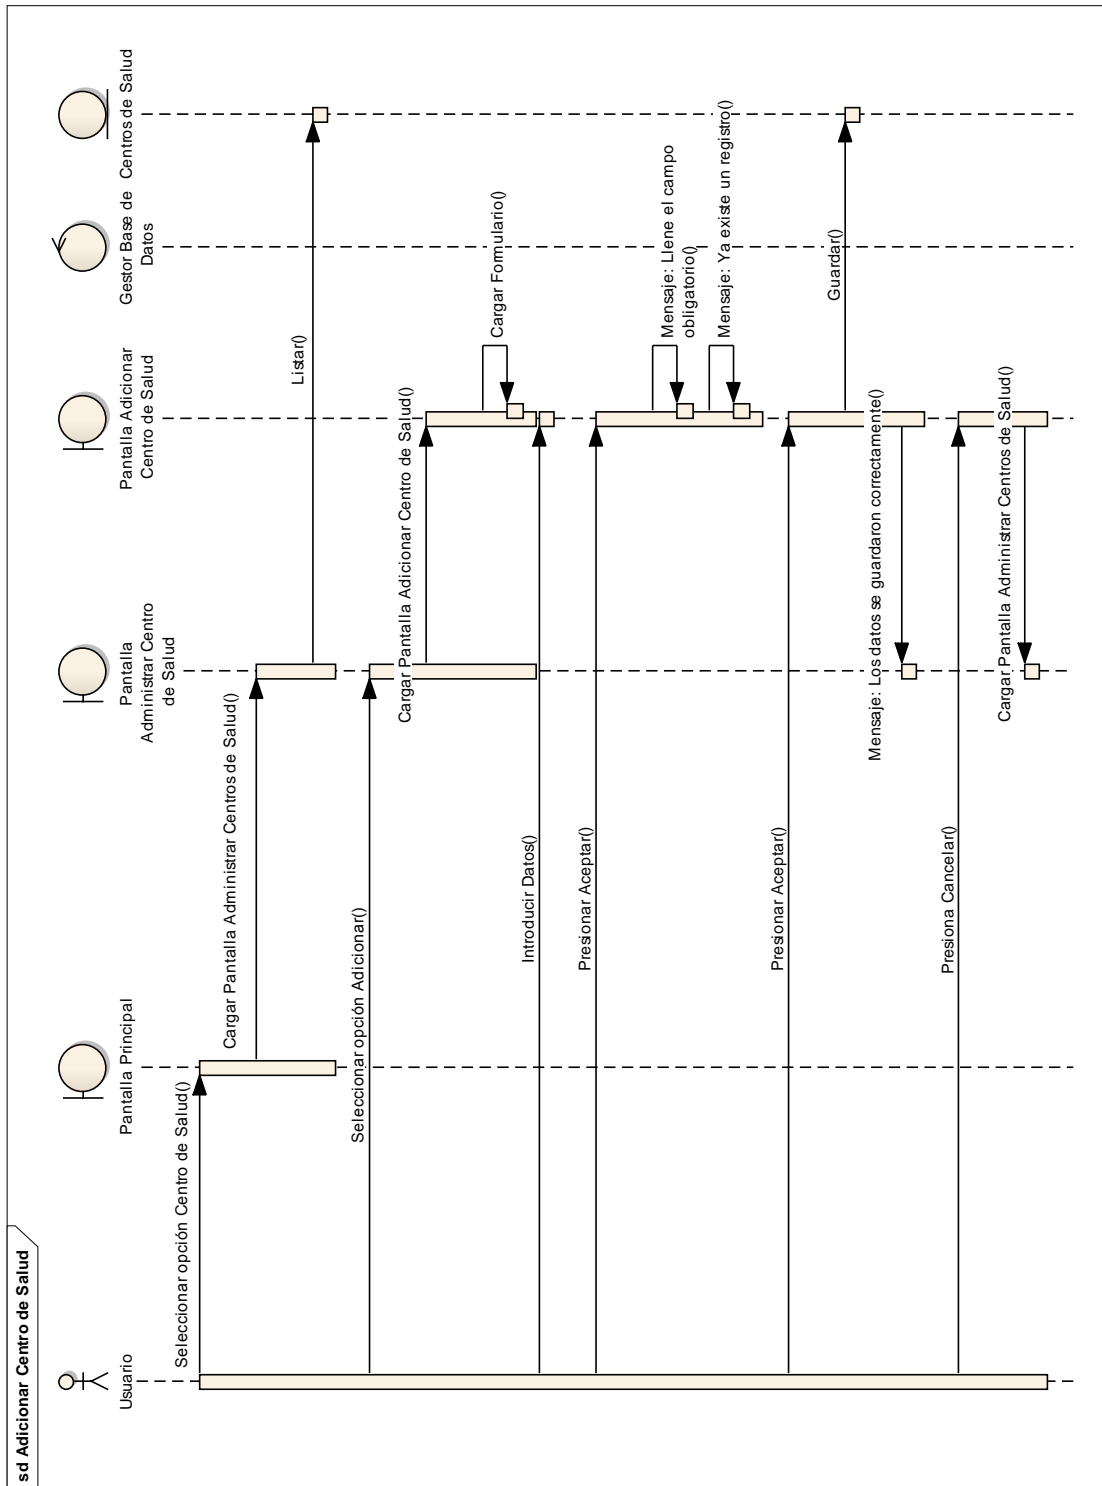 sd Adicionar Centro de Salud
Usuario
Pantalla Principal
Pantalla
Administrar Centro
de Salud
Pantalla Adicionar
Centro de Salud
Gestor Base de
Datos
Centros de Salud
Seleccionar opción Centro de Salud()
Cargar Pantalla Administrar Centros de Salud()
Listar()
Seleccionar opción Adicionar()
Cargar Pantalla Adicionar Centro de Salud()
Cargar Formulario()
Introducir Datos()
Presionar Aceptar()
Mensaje: Llene el campo
obligatorio()
Mensaje: Ya existe un registro()
Presionar Aceptar()
Guardar()
Mensaje: Los datos se guardaron correctamente()
Presiona Cancelar()
Cargar Pantalla Administrar Centros de Salud()